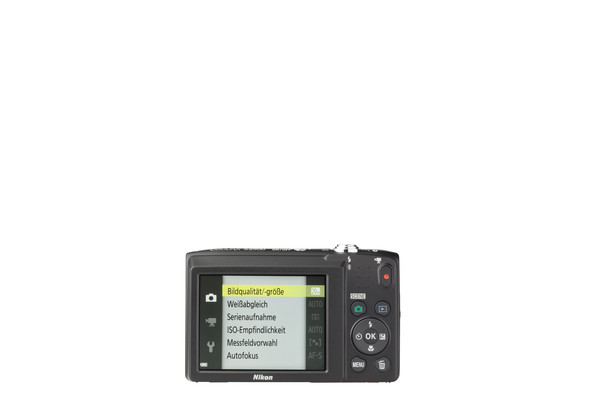 SCENE
Bildqualität/-größe
Weißabgleich AUTO
Serienaufnahme
ISO-Empfindlichkeit AUTO
Messfeldvorwahl
Autofokus AF-S
OK
MENU
Nikon